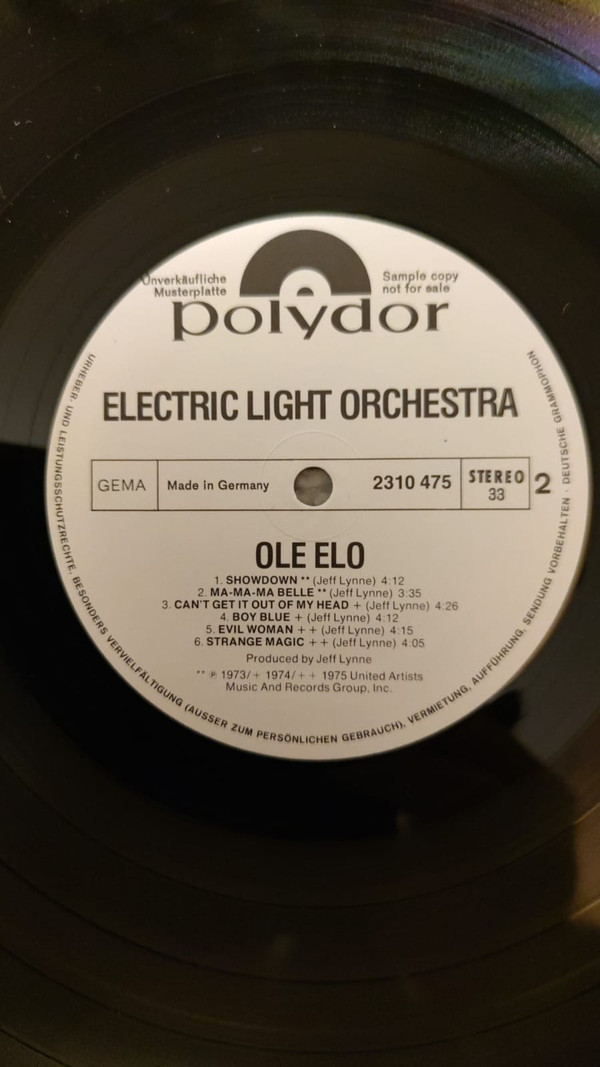 Unverkäufliche
Musterplatte
Sample copy
not for sale
polydor
ELECTRIC LIGHT ORCHESTRA
GEMA
Made in Germany
2310 475
STEREO
33
2
OLE ELO
1. SHOWDOWN ** (Jeff Lynne) 4:12
2. MA-MA-MA BELLE ** (Jeff Lynne) 3:35
3. CAN'T GET IT OUT OF MY HEAD + (Jeff Lynne) 4:26
4. BOY BLUE + (Jeff Lynne) 4:12
5. EVIL WOMAN + + (Jeff Lynne) 4:15
6. STRANGE MAGIC + + (Jeff Lynne) 4:05
Produced by Jeff Lynne
** ℗ 1973/+ 1974/+ + 1975 United Artists
Music And Records Group, Inc.
URHEBER- UND LEISTUNGSSCHUTZRECHTE, BESONDERS VERVIELFÄLTIGUNG (AUSSER ZUM PERSÖNLICHEN GEBRAUCH), VERMIETUNG, AUFFÜHRUNG, SENDUNG VORBEHALTEN · DEUTSCHE GRAMMOPHON